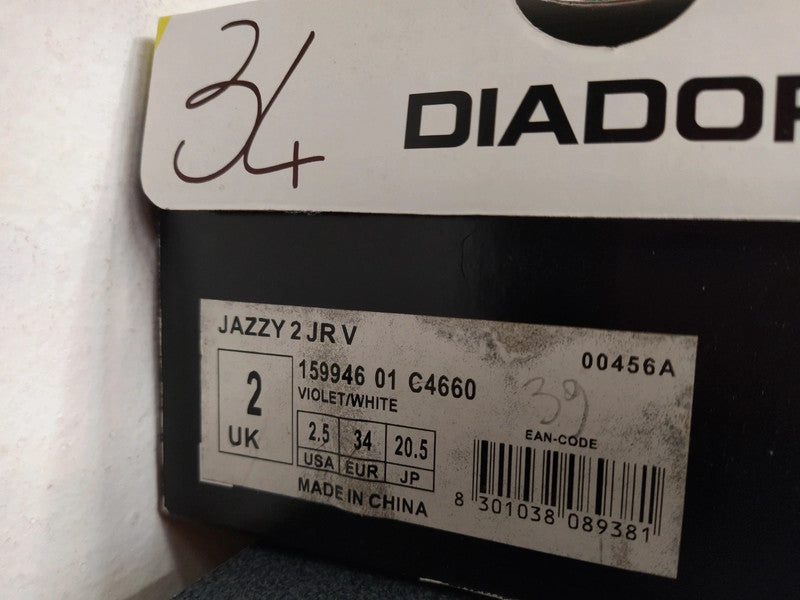 34
DIADOR
JAZZY 2 JR V
00456A
2
UK
159946 01 C4660
VIOLET/WHITE
39
2.5 34 20.5
USA EUR JP
EAN-CODE
MADE IN CHINA
8 301038 089381